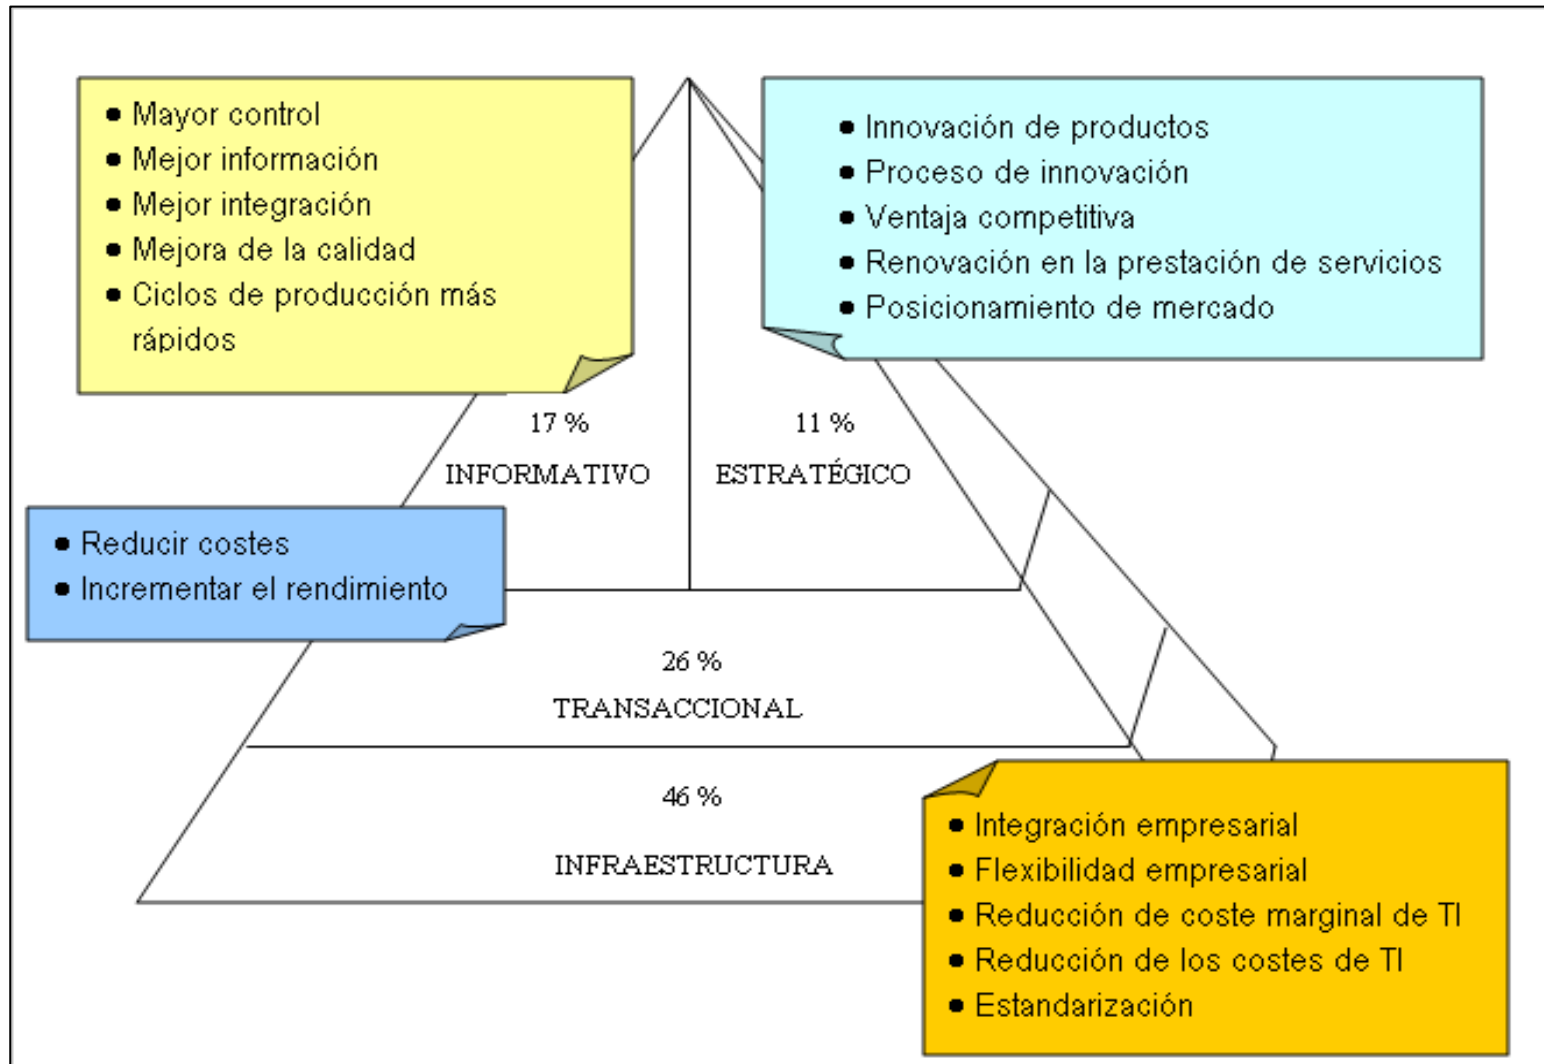 ● Mayor control
● Mejor información
● Mejor integración
● Mejora de la calidad
● Ciclos de producción más
rápidos
● Innovación de productos
● Proceso de innovación
● Ventaja competitiva
● Renovación en la prestación de servicios
● Posicionamiento de mercado
17 %
INFORMATIVO
11 %
ESTRATÉGICO
● Reducir costes
● Incrementar el rendimiento
26 %
TRANSACCIONAL
46 %
INFRAESTRUCTURA
● Integración empresarial
● Flexibilidad empresarial
● Reducción de coste marginal de TI
● Reducción de los costes de TI
● Estandarización